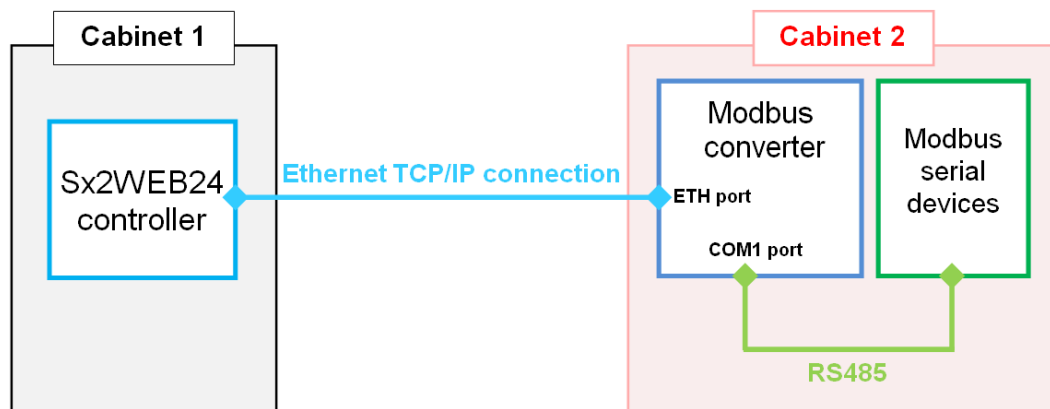 Cabinet 1
Cabinet 2
Sx2WEB24
controller
Ethernet TCP/IP connection
Modbus
converter
ETH port
COM1 port
Modbus
serial
devices
RS485